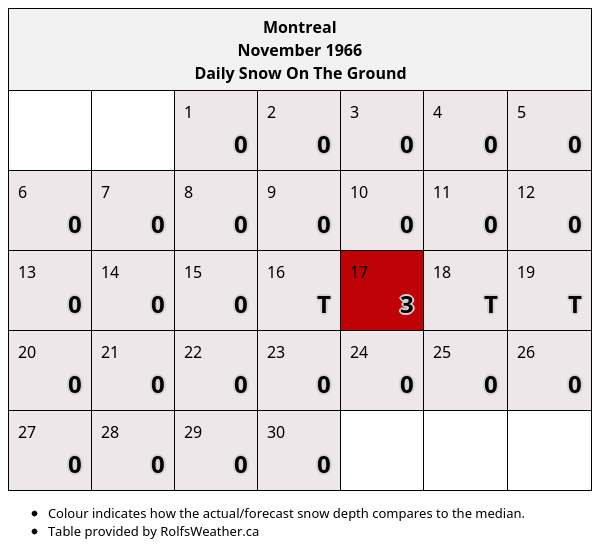 Montreal
November 1966
Daily Snow On The Ground
1 2 3 4 5
0 0 0 0 0
6 7 8 9 10 11 12
0 0 0 0 0 0 0
13 14 15 16 17 18 19
0 0 0 T 3 T T
20 21 22 23 24 25 26
0 0 0 0 0 0 0
27 28 29 30
0 0 0 0
• Colour indicates how the actual/forecast snow depth compares to the median.
• Table provided by RolfsWeather.ca